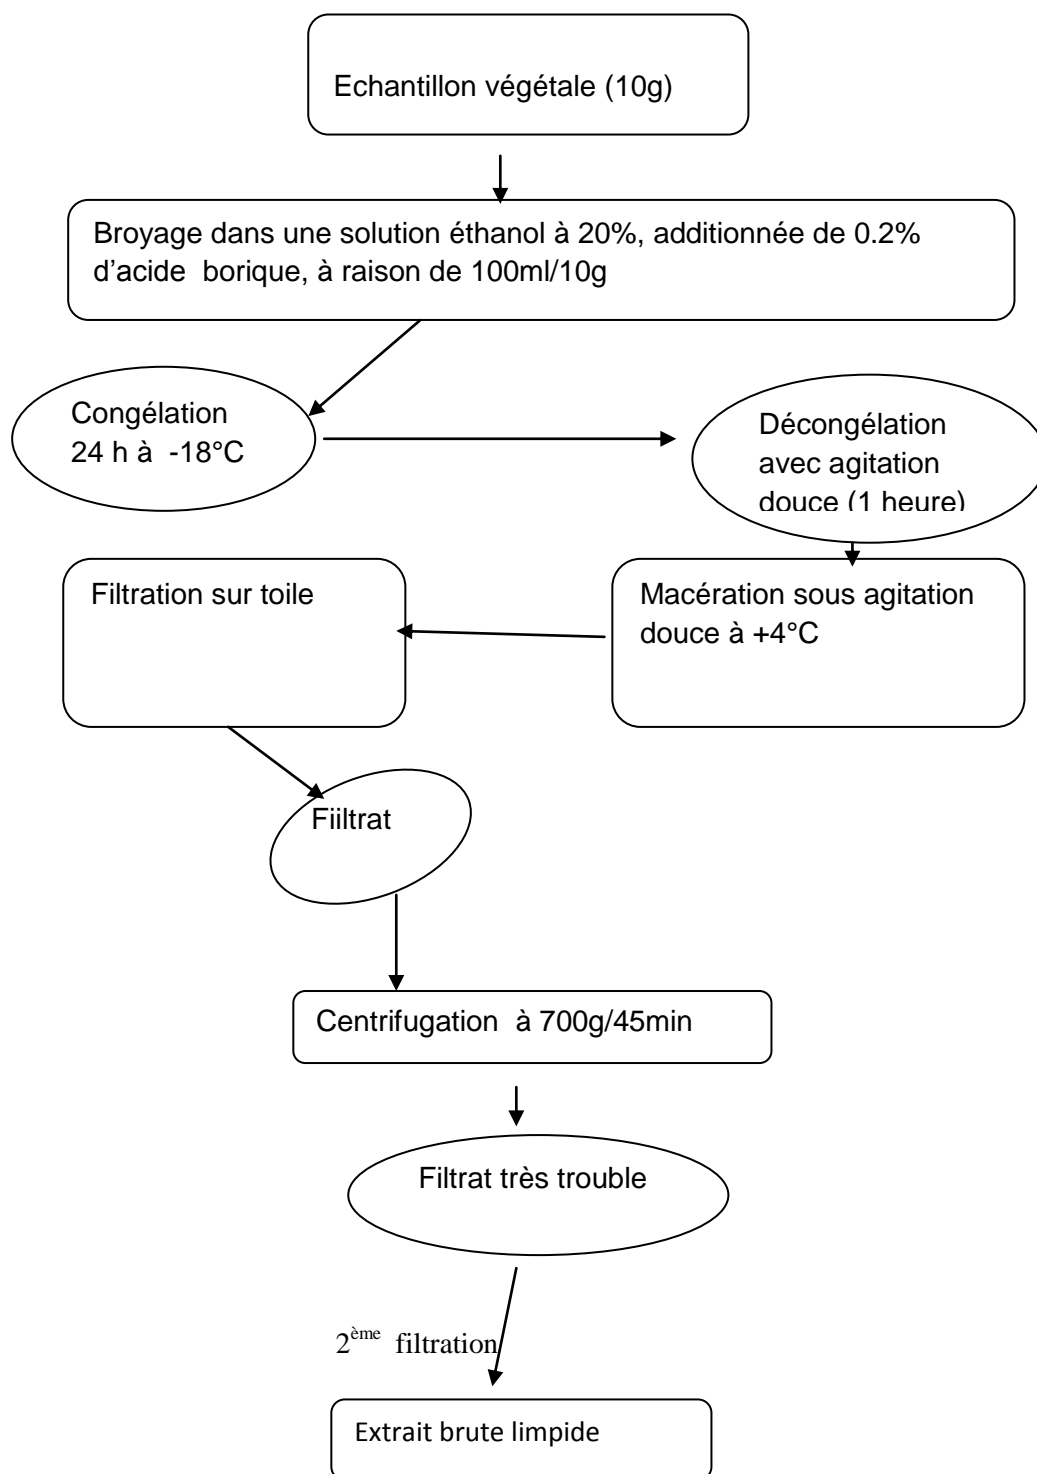 Echantillon végétale (10g)
Broyage dans une solution éthanol à 20%, additionnée de 0.2%
d’acide  borique, à raison de 100ml/10g
Congélation
24 h à  -18°C
Décongélation
avec agitation
douce (1 heure)
Macération sous agitation
douce à +4°C
Filtration sur toile
Fiiltrat
Centrifugation  à 700g/45min
Filtrat très trouble
2ème  filtration
Extrait brute limpide